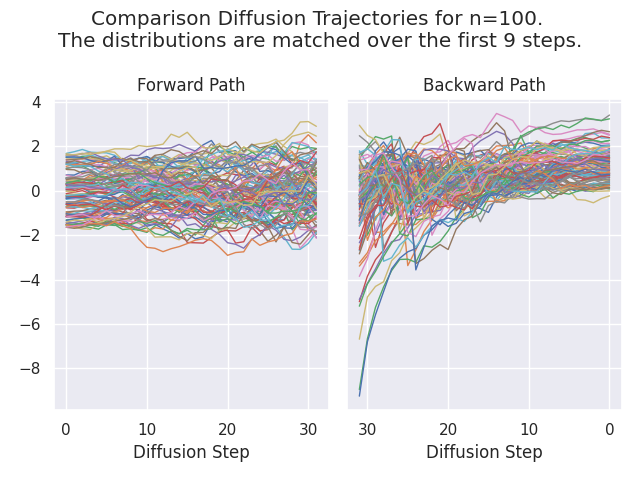 Comparison Diffusion Trajectories for n=100.
The distributions are matched over the first 9 steps.
Forward Path
Backward Path
4
2
0
−2
−4
−6
−8
0 10 20 30
30 20 10 0
Diffusion Step
Diffusion Step